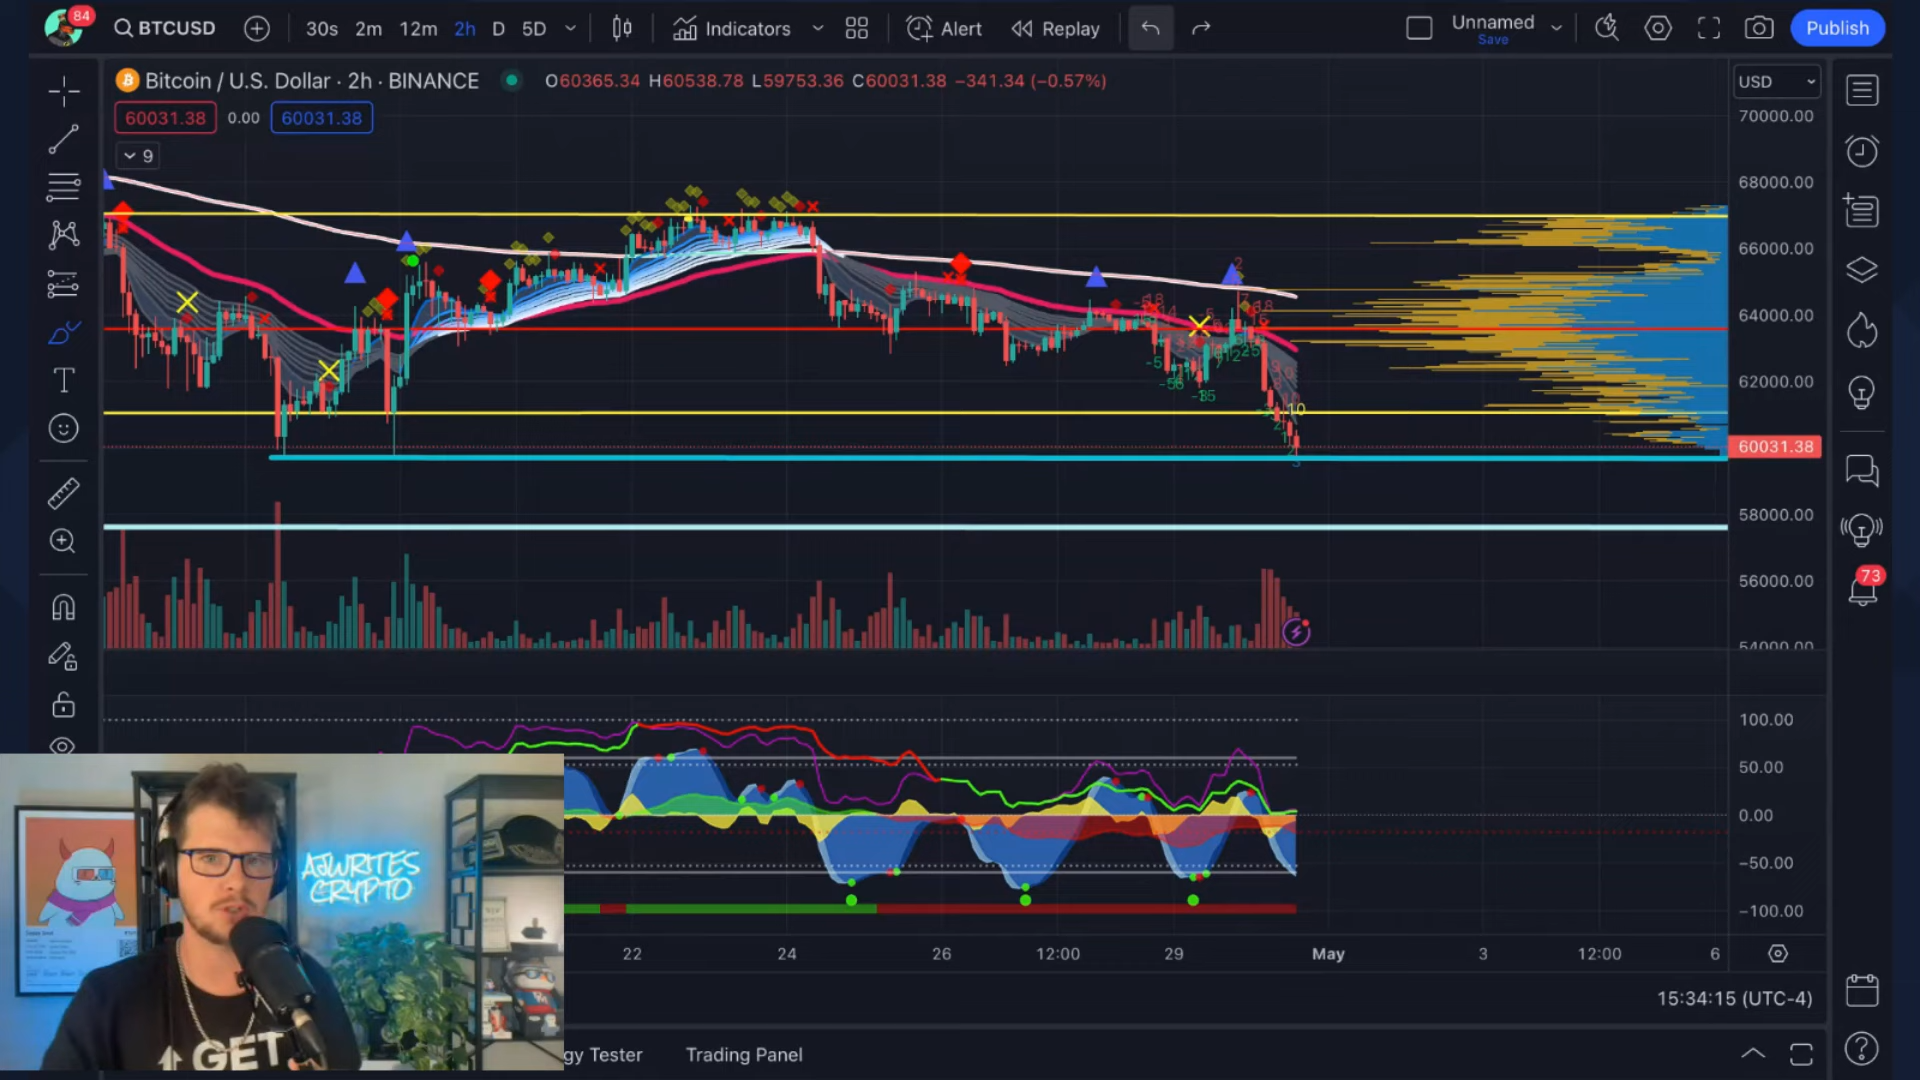 84
BTCUSD
30s 2m 12m 2h D 5D
Indicators
Alert
Replay
Unnamed
Save
Publish
Bitcoin / U.S. Dollar · 2h · BINANCE
O60365.34 H60538.78 L59753.36 C60031.38 −341.34 (−0.57%)
USD
60031.38 0.00 60031.38
9
70000.00
68000.00
66000.00
64000.00
62000.00
60031.38
58000.00
56000.00
54000.00
73
10
100.00
50.00
0.00
−50.00
−100.00
22 24 26 12:00 29 May 3 12:00 6
15:34:15 (UTC-4)
gy Tester Trading Panel
AJWRITES
CRYPTO
GET